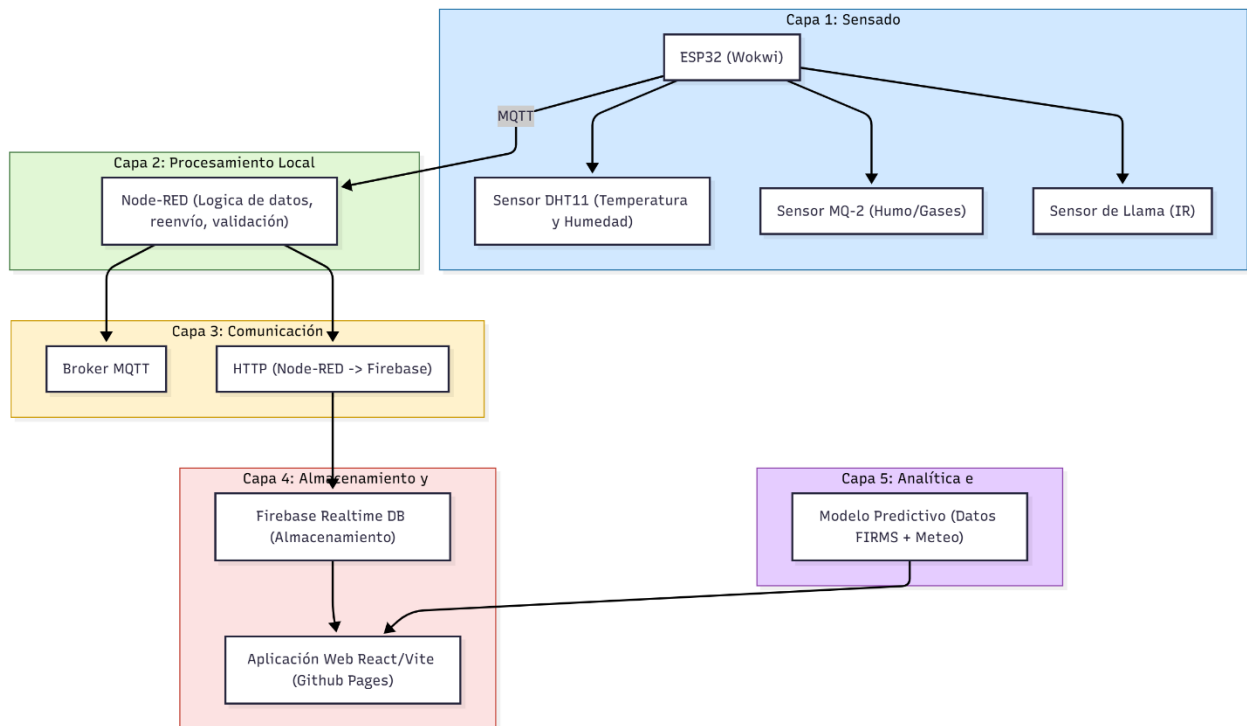 Capa 1: Sensado
ESP32 (Wokwi)
MQTT
Sensor DHT11 (Temperatura
y Humedad)
Sensor MQ-2 (Humo/Gases)
Sensor de Llama (IR)
Capa 2: Procesamiento Local
Node-RED (Logica de datos,
reenvío, validación)
Capa 3: Comunicación
Broker MQTT
HTTP (Node-RED -> Firebase)
Capa 4: Almacenamiento y
Firebase Realtime DB
(Almacenamiento)
Aplicación Web React/Vite
(Github Pages)
Capa 5: Analítica e
Modelo Predictivo (Datos
FIRMS + Meteo)